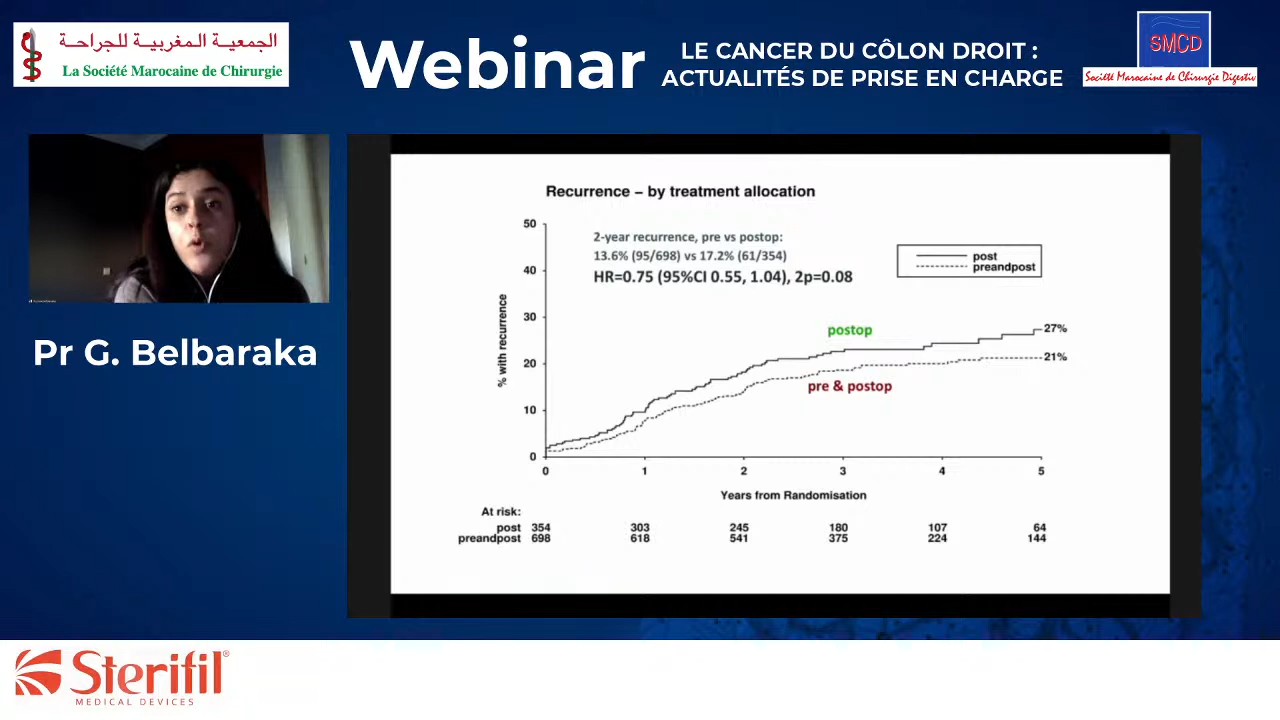 الجمعية المغربية للجراحة
La Société Marocaine de Chirurgie
Webinar
LE CANCER DU CÔLON DROIT :
ACTUALITÉS DE PRISE EN CHARGE
SMCD
Société Marocaine de Chirurgie Digestiv
Pr G. Belbaraka
Recurrence – by treatment allocation
2-year recurrence, pre vs postop:
13.6% (95/698) vs 17.2% (61/354)
HR=0.75 (95%CI 0.55, 1.04), 2p=0.08
post
preandpost
% with recurrence
50
40
30
20
10
0
postop
27%
21%
pre & postop
0 1 2 3 4 5
Years from Randomisation
At risk:
post 354 303 245 180 107 64
preandpost 698 618 541 375 224 144
Sterifil®
MEDICAL DEVICES